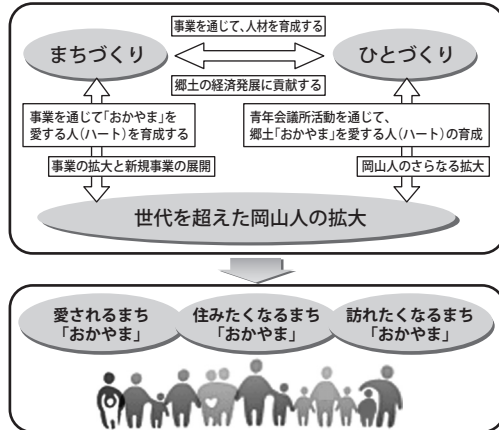 事業を通じて、人材を育成する
まちづくり
ひとづくり
郷土の経済発展に貢献する
事業を通じて「おかやま」を
愛する人(ハート)を育成する
青年会議所活動を通じて、
郷土「おかやま」を愛する人(ハート)の育成
事業の拡大と新規事業の展開
岡山人のさらなる拡大
世代を超えた岡山人の拡大
愛されるまち
「おかやま」
住みたくなるまち
「おかやま」
訪れたくなるまち
「おかやま」